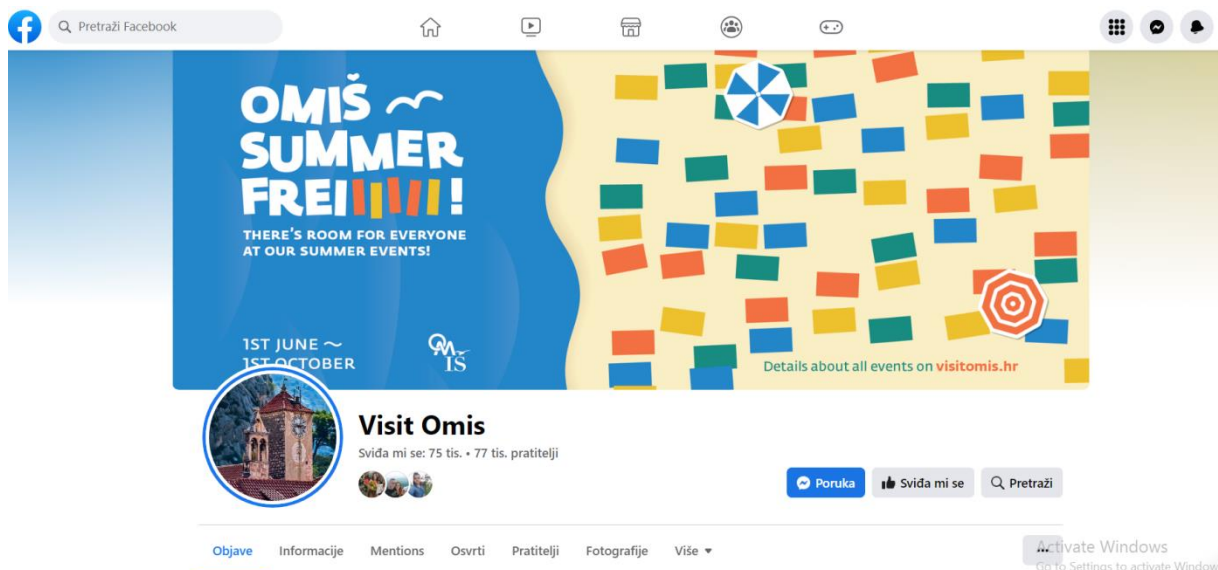 Pretraži Facebook
OMIŠ
SUMMER
FREI!
THERE'S ROOM FOR EVERYONE
AT OUR SUMMER EVENTS!
1ST JUNE ~
1ST OCTOBER
OMIŠ
Details about all events on visitomis.hr
Visit Omis
Sviđa mi se: 75 tis. • 77 tis. pratitelji
Poruka
Sviđa mi se
Pretraži
Objave Informacije Mentions Osvrti Pratitelji Fotografije Više
Activate Windows
Go to Settings to activate Window